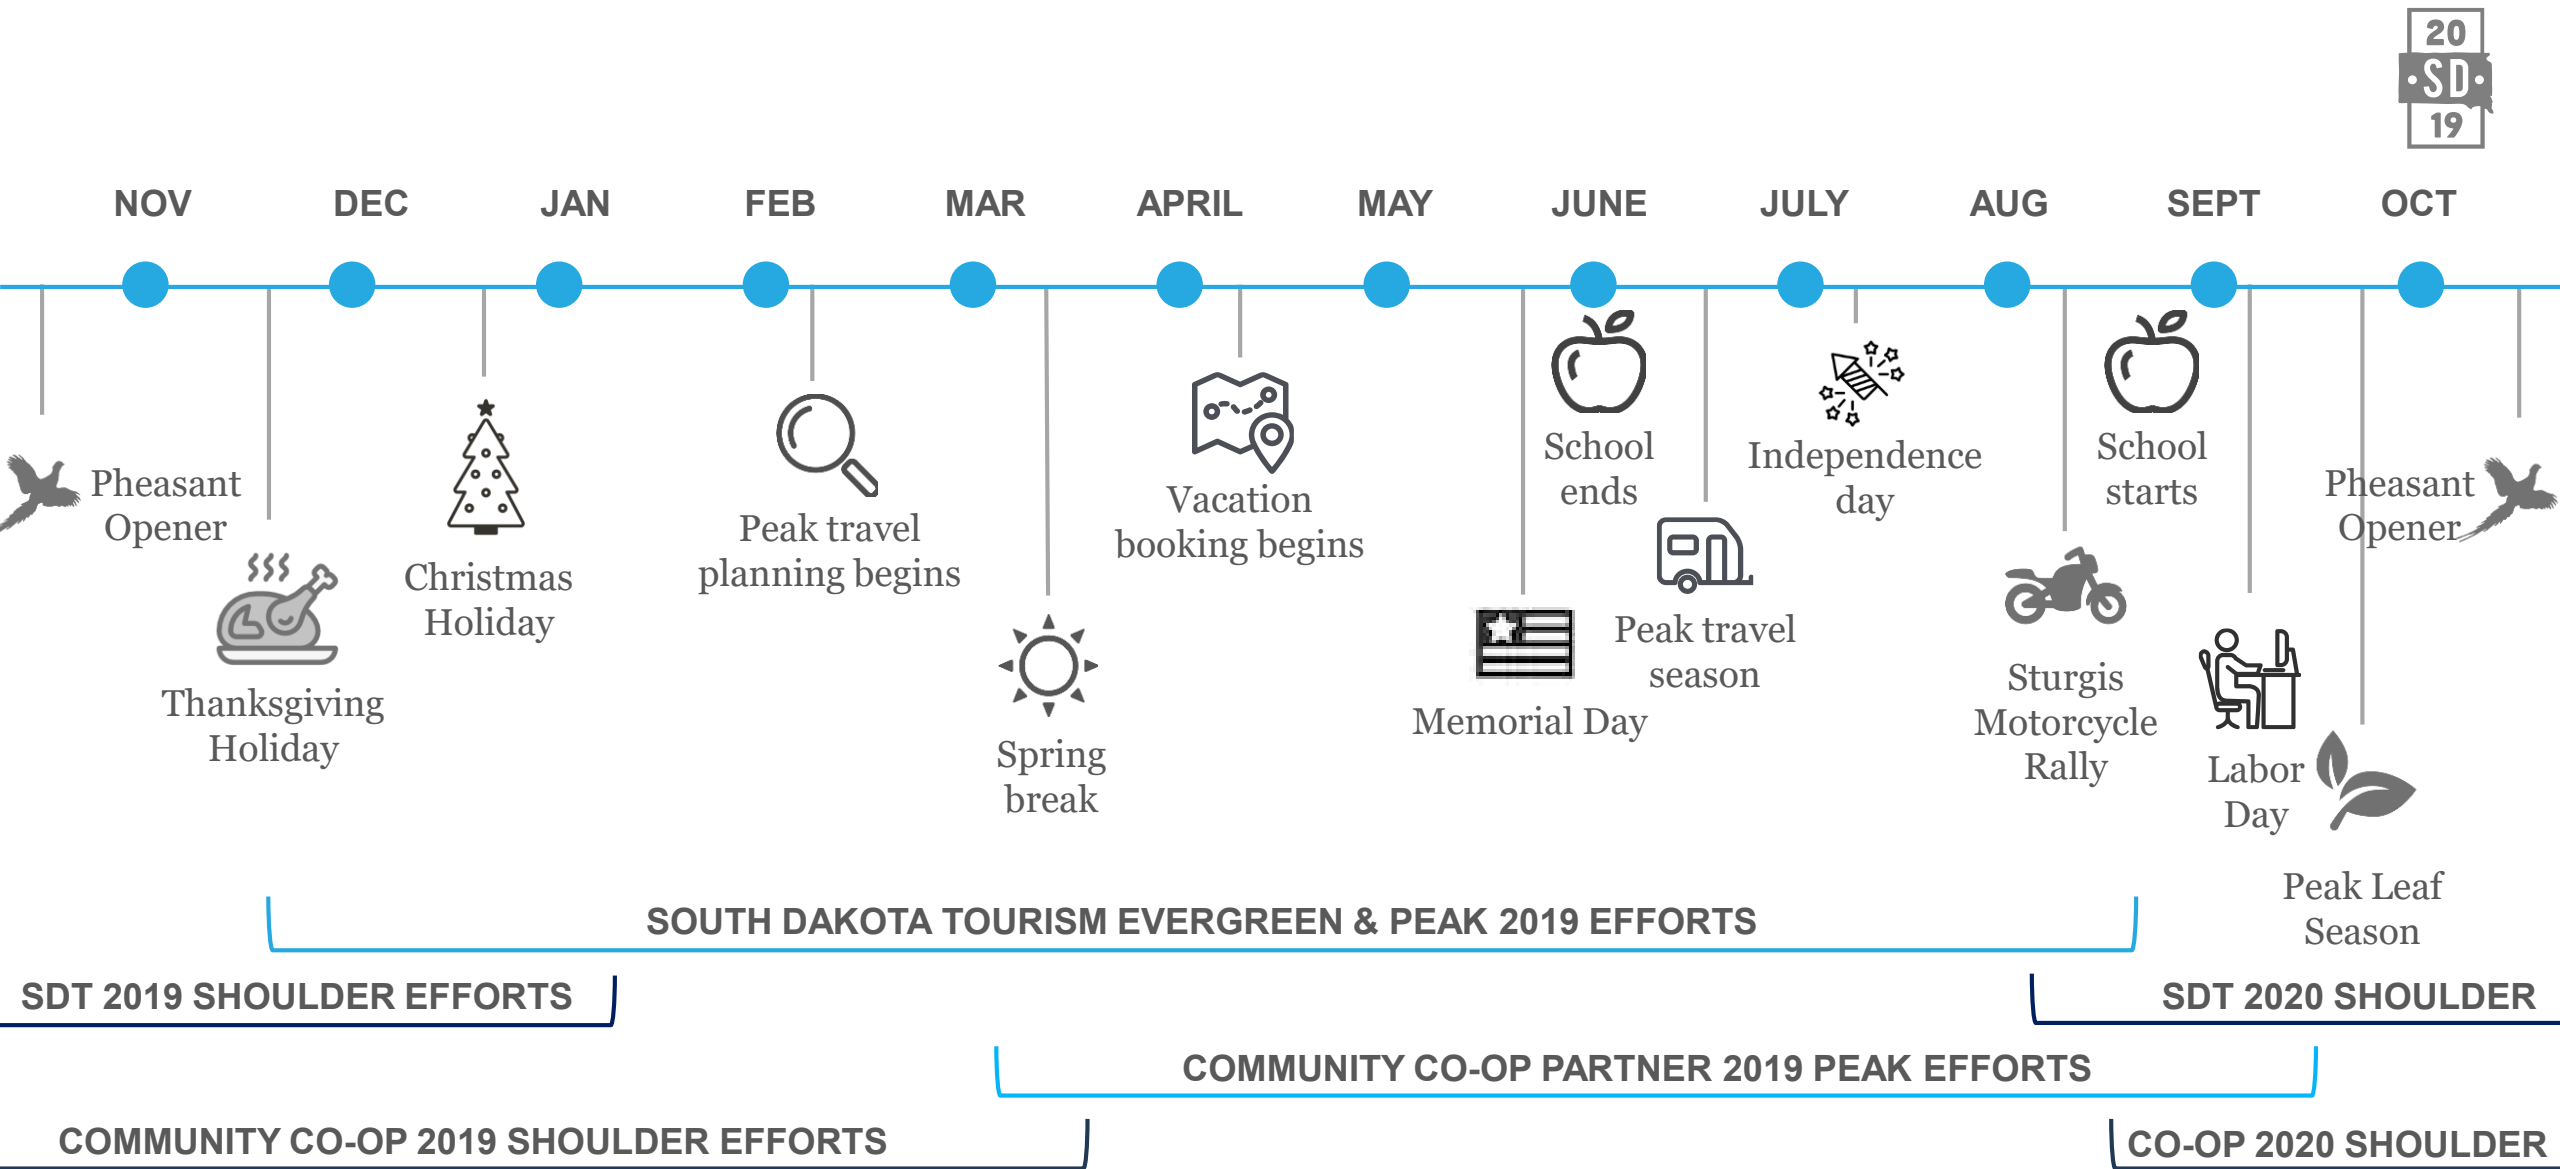 20
SD
19
NOV DEC JAN FEB MAR APRIL MAY JUNE JULY AUG SEPT OCT
Pheasant
Opener
Thanksgiving
Holiday
Christmas
Holiday
Peak travel
planning begins
Spring
break
Vacation
booking begins
Memorial Day
School
ends
Peak travel
season
Independence
day
Sturgis
Motorcycle
Rally
School
starts
Labor
Day
Peak Leaf
Season
Pheasant
Opener
SOUTH DAKOTA TOURISM EVERGREEN & PEAK 2019 EFFORTS
SDT 2019 SHOULDER EFFORTS
SDT 2020 SHOULDER
COMMUNITY CO-OP PARTNER 2019 PEAK EFFORTS
COMMUNITY CO-OP 2019 SHOULDER EFFORTS
CO-OP 2020 SHOULDER